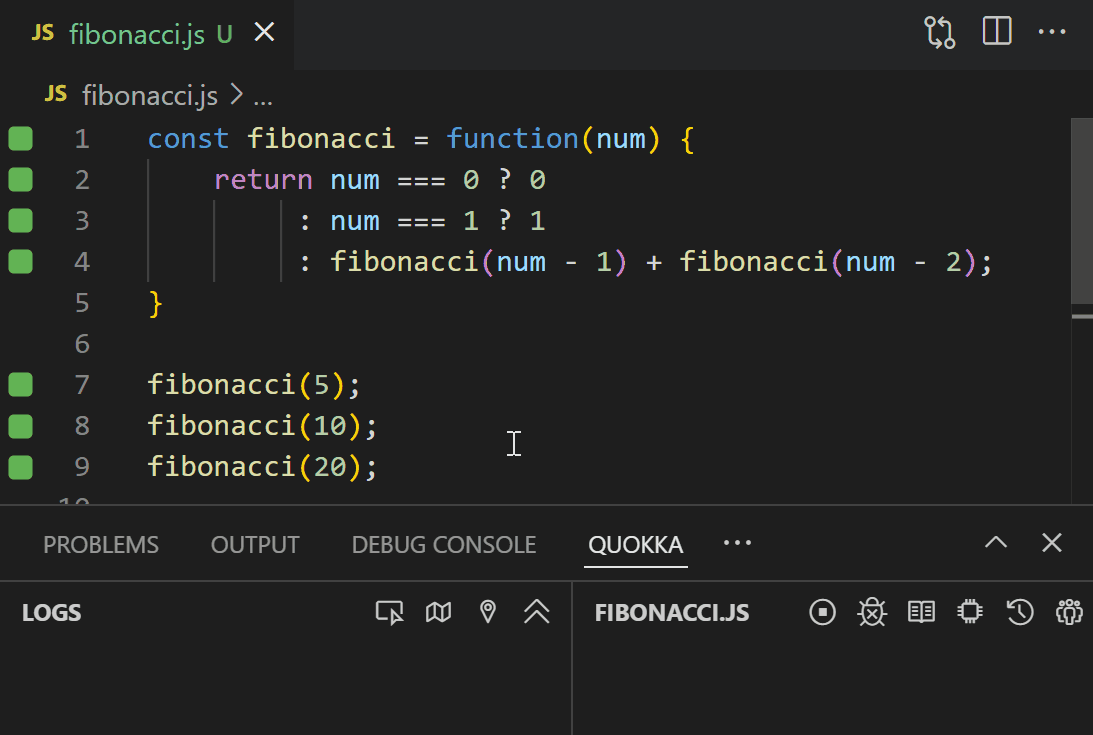 JS fibonacci.js U
JS fibonacci.js > ...
1 const fibonacci = function(num) {
2 return num === 0 ? 0
3 : num === 1 ? 1
4 : fibonacci(num - 1) + fibonacci(num - 2);
5 }
6
7 fibonacci(5);
8 fibonacci(10);
9 fibonacci(20);
10
PROBLEMS OUTPUT DEBUG CONSOLE QUOKKA ...
LOGS
FIBONACCI.JS